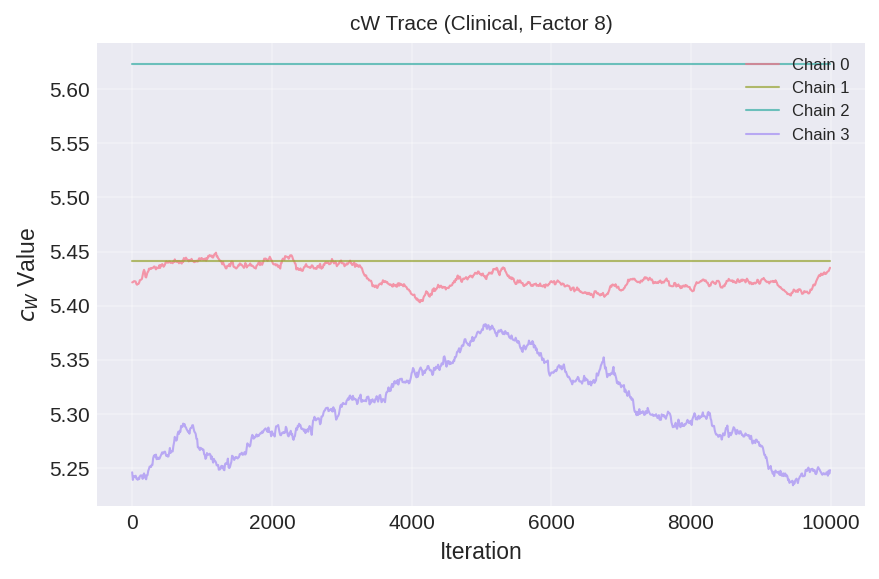 cW Trace (Clinical, Factor 8)
c_W Value
5.60
5.55
5.50
5.45
5.40
5.35
5.30
5.25
Chain 0
Chain 1
Chain 2
Chain 3
0 2000 4000 6000 8000 10000
Iteration